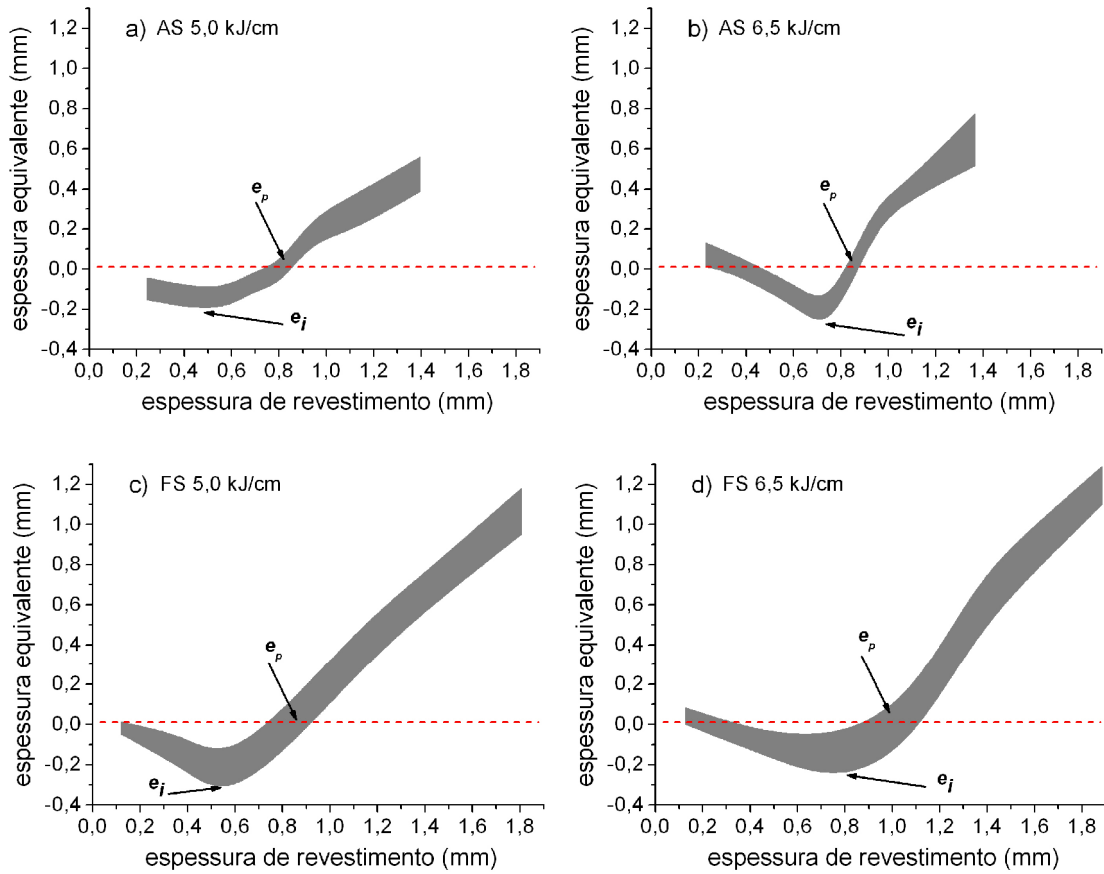 a) AS 5,0 kJ/cm
espessura equivalente (mm)
1,2
1,0
0,8
0,6
0,4
0,2
0,0
-0,2
-0,4
e_p
e_i
0,0 0,2 0,4 0,6 0,8 1,0 1,2 1,4 1,6 1,8
espessura de revestimento (mm)
b) AS 6,5 kJ/cm
espessura equivalente (mm)
1,2
1,0
0,8
0,6
0,4
0,2
0,0
-0,2
-0,4
e_p
e_i
0,0 0,2 0,4 0,6 0,8 1,0 1,2 1,4 1,6 1,8
espessura de revestimento (mm)
c) FS 5,0 kJ/cm
espessura equivalente (mm)
1,2
1,0
0,8
0,6
0,4
0,2
0,0
-0,2
-0,4
e_p
e_i
0,0 0,2 0,4 0,6 0,8 1,0 1,2 1,4 1,6 1,8
espessura de revestimento (mm)
d) FS 6,5 kJ/cm
espessura equivalente (mm)
1,2
1,0
0,8
0,6
0,4
0,2
0,0
-0,2
-0,4
e_p
e_i
0,0 0,2 0,4 0,6 0,8 1,0 1,2 1,4 1,6 1,8
espessura de revestimento (mm)